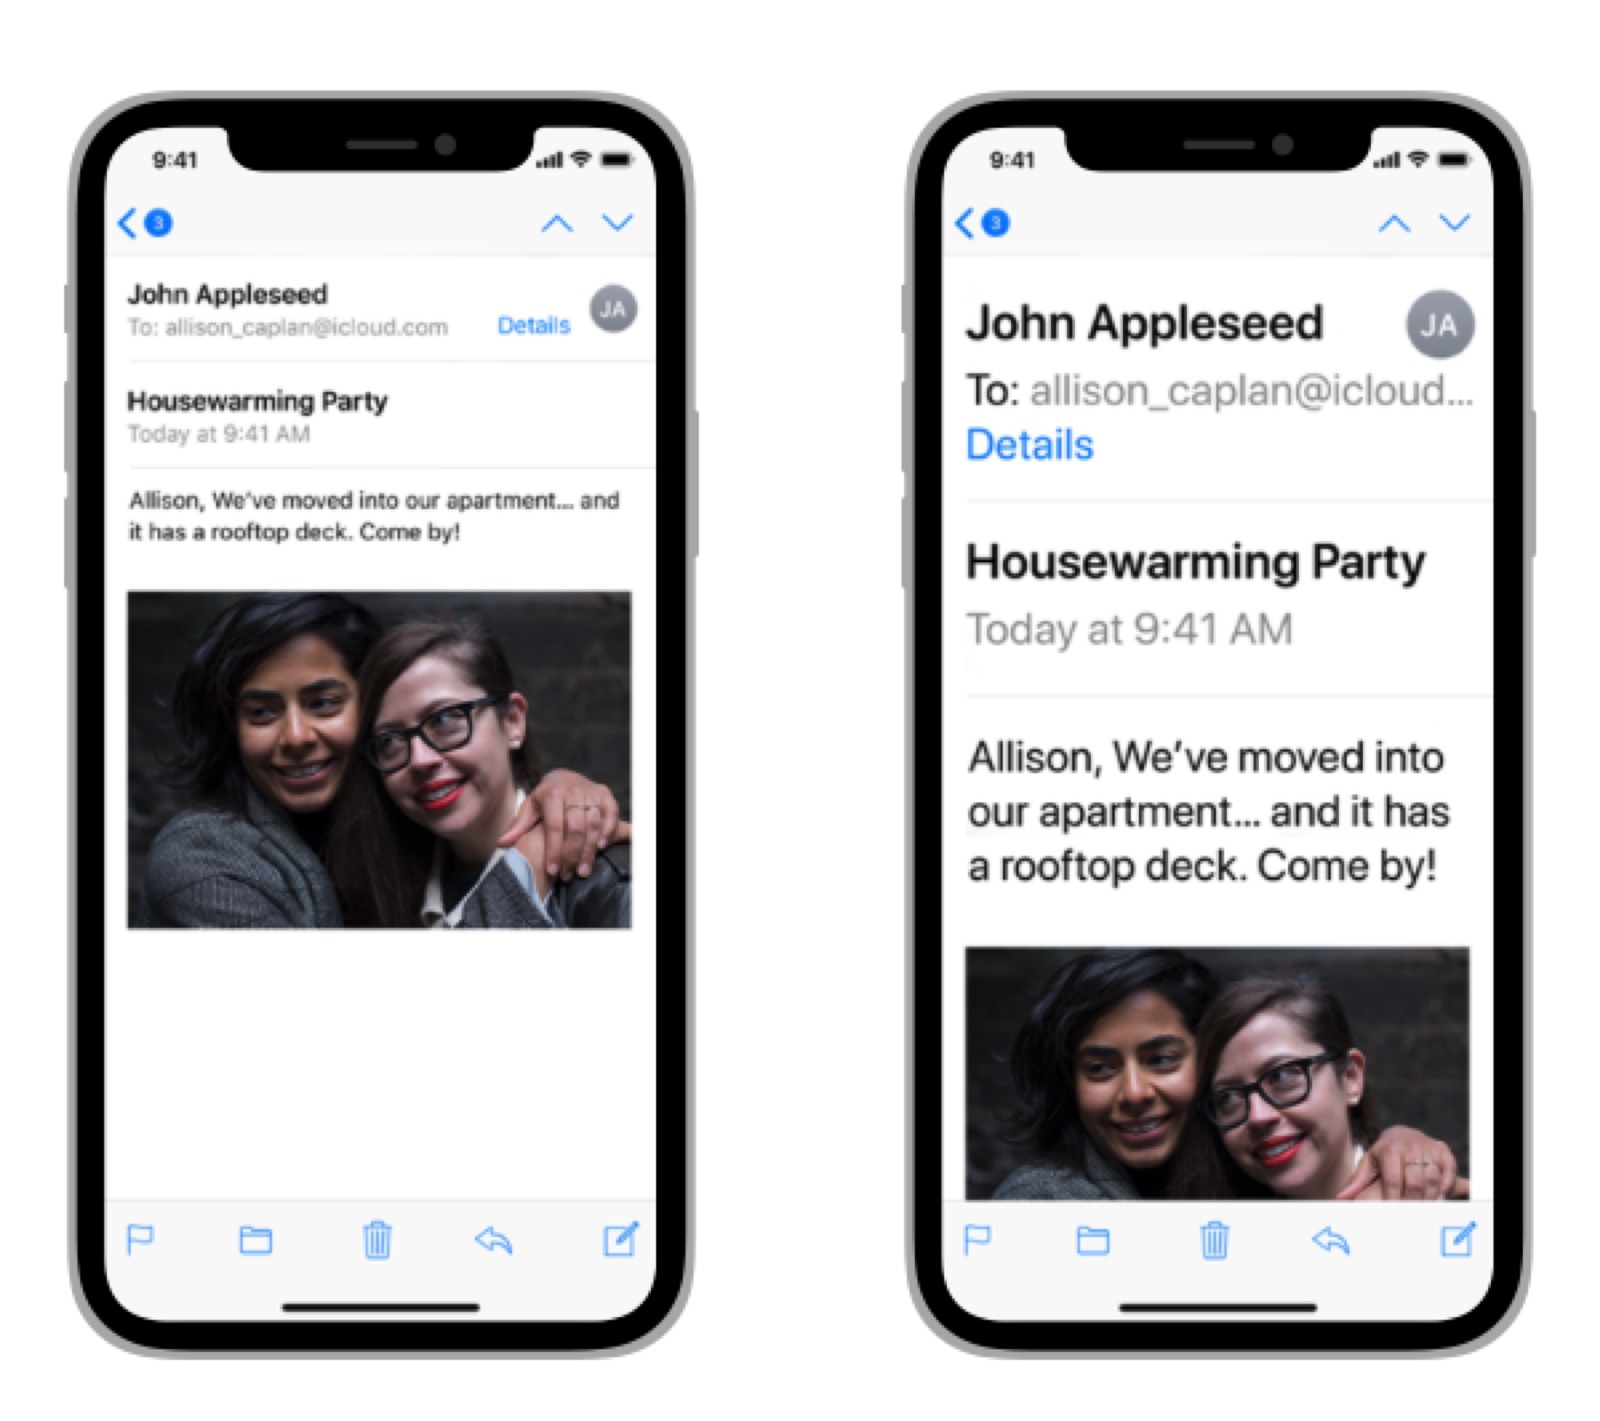 9:41
3
John Appleseed
JA
To: allison_caplan@icloud.com
Details
Housewarming Party
Today at 9:41 AM
Allison, We’ve moved into our apartment... and
it has a rooftop deck. Come by!
9:41
3
John Appleseed
JA
To: allison_caplan@icloud...
Details
Housewarming Party
Today at 9:41 AM
Allison, We’ve moved into
our apartment... and it has
a rooftop deck. Come by!